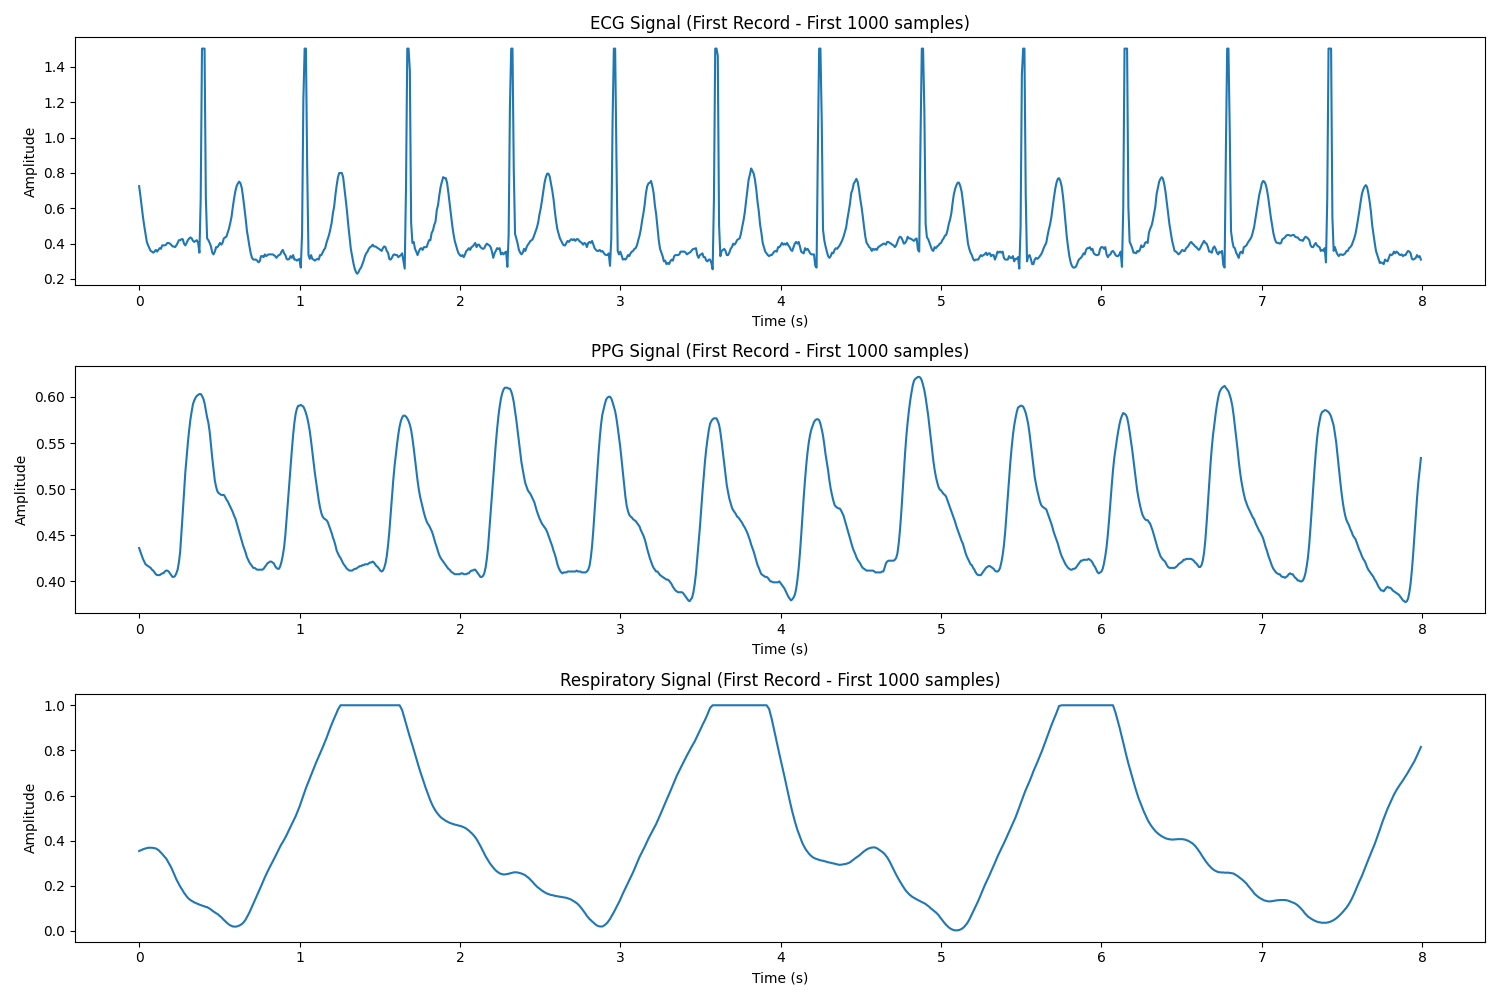 ECG Signal (First Record - First 1000 samples)
Amplitude
1.4
1.2
1.0
0.8
0.6
0.4
0.2
0 1 2 3 4 5 6 7 8
Time (s)
PPG Signal (First Record - First 1000 samples)
Amplitude
0.60
0.55
0.50
0.45
0.40
0 1 2 3 4 5 6 7 8
Time (s)
Respiratory Signal (First Record - First 1000 samples)
Amplitude
1.0
0.8
0.6
0.4
0.2
0.0
0 1 2 3 4 5 6 7 8
Time (s)